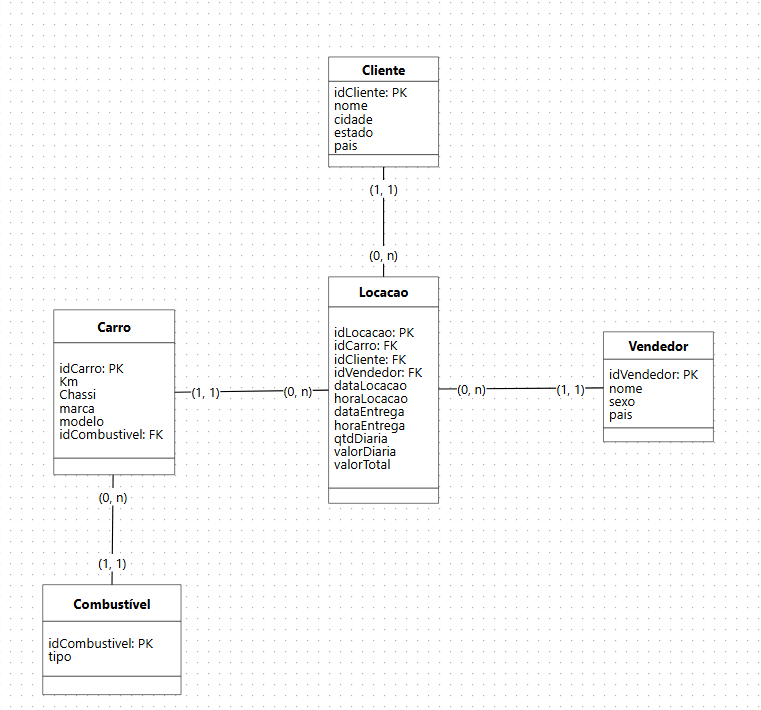 Cliente
idCliente: PK
nome
cidade
estado
pais
(1, 1)
(0, n)
Locacao
idLocacao: PK
idCarro: FK
idCliente: FK
idVendedor: FK
dataLocacao
horaLocacao
dataEntrega
horaEntrega
qtdDiaria
valorDiaria
valorTotal
Carro
idCarro: PK
Km
Chassi
marca
modelo
idCombustivel: FK
(1, 1)
(0, n)
(0, n)
(1, 1)
Vendedor
idVendedor: PK
nome
sexo
pais
(0, n)
(1, 1)
Combustível
idCombustivel: PK
tipo